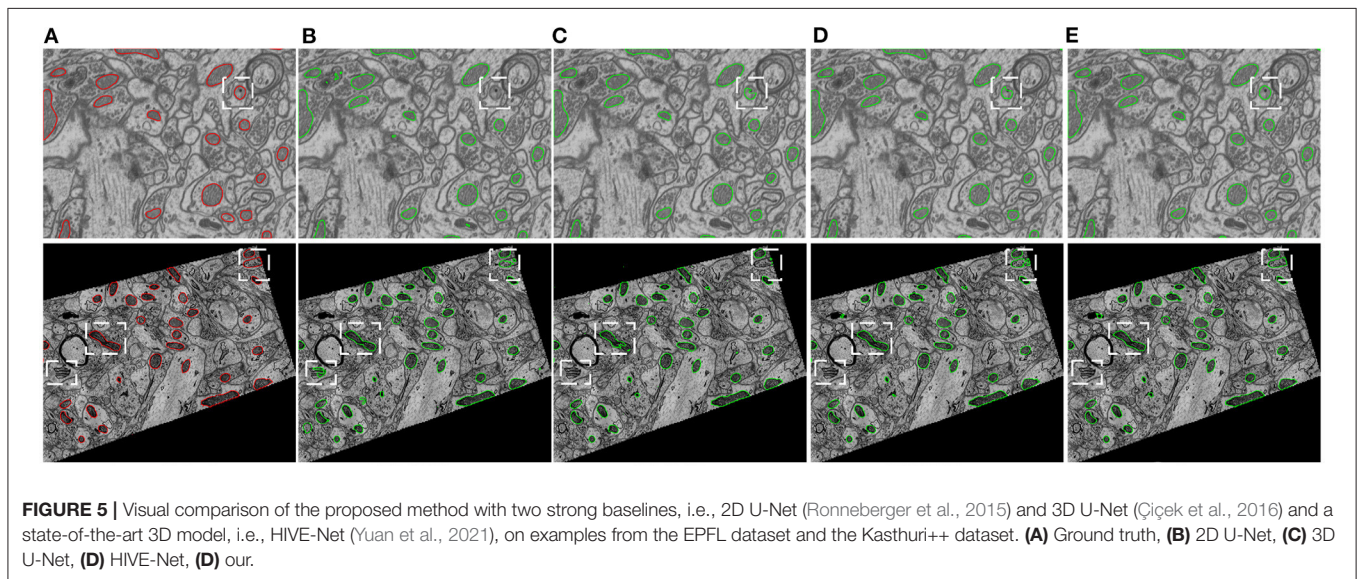 A B C D E
FIGURE 5 | Visual comparison of the proposed method with two strong baselines, i.e., 2D U-Net (Ronneberger et al., 2015) and 3D U-Net (Çiçek et al., 2016) and a
state-of-the-art 3D model, i.e., HIVE-Net (Yuan et al., 2021), on examples from the EPFL dataset and the Kasthuri++ dataset. (A) Ground truth, (B) 2D U-Net, (C) 3D
U-Net, (D) HIVE-Net, (D) our.